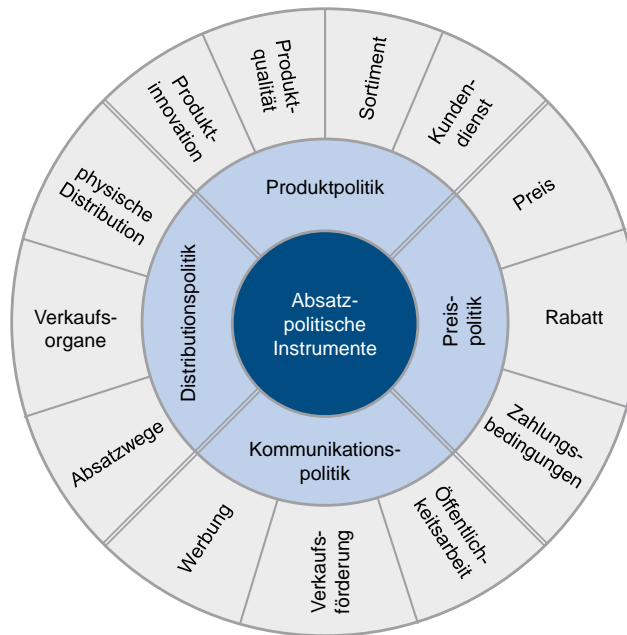 Absatz-
politische
Instrumente
Produktpolitik
Produkt-
innovation
Produkt-
qualität
Sortiment
Kunden-
dienst
Preis-
politik
Preis
Rabatt
Zahlungs-
bedingungen
Kommunikations-
politik
Öffentlich-
keitsarbeit
Verkaufs-
förderung
Werbung
Distributionspolitik
Absatzwege
Verkaufs-
organe
physische
Distribution